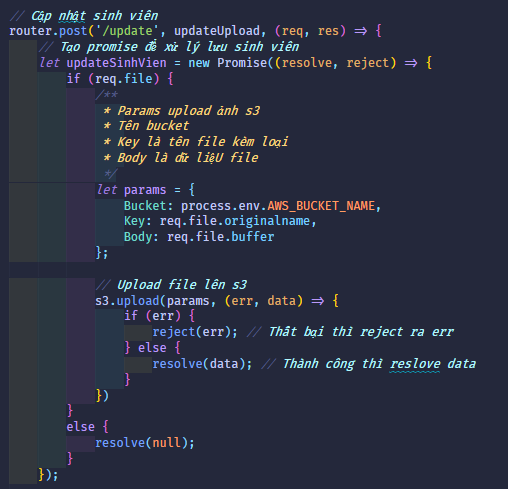 // Cập nhật sinh viên
router.post('/update', updateUpload, (req, res) => {
// Tạo promise để xử lý lưu sinh viên
let updateSinhVien = new Promise((resolve, reject) => {
if (req.file) {
/**
* Params upload ảnh s3
* Tên bucket
* Key là tên file kèm loại
* Body là dữ liệU file
*/
let params = {
Bucket: process.env.AWS_BUCKET_NAME,
Key: req.file.originalname,
Body: req.file.buffer
};
// Upload file lên s3
s3.upload(params, (err, data) => {
if (err) {
reject(err); // Thất bại thì reject ra err
} else {
resolve(data); // Thành công thì reslove data
}
})
}
else {
resolve(null);
}
});